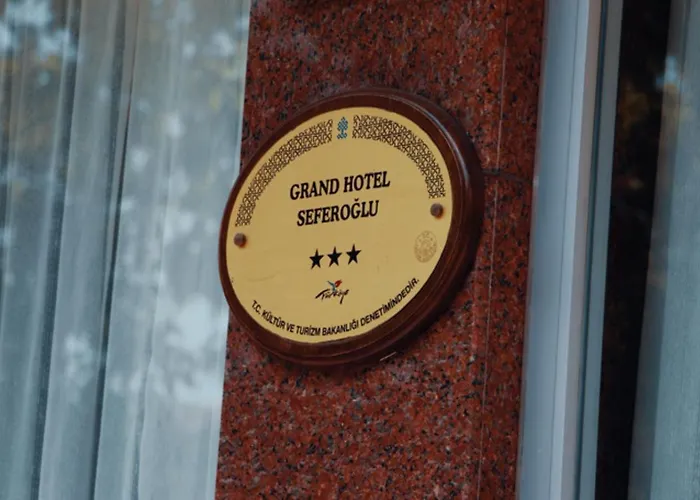 GRAND HOTEL
SEFEROĞLU
★★★
Türkiye
T.C. KÜLTÜR VE TURİZM BAKANLIĞI DENETİMİNDEDİR.